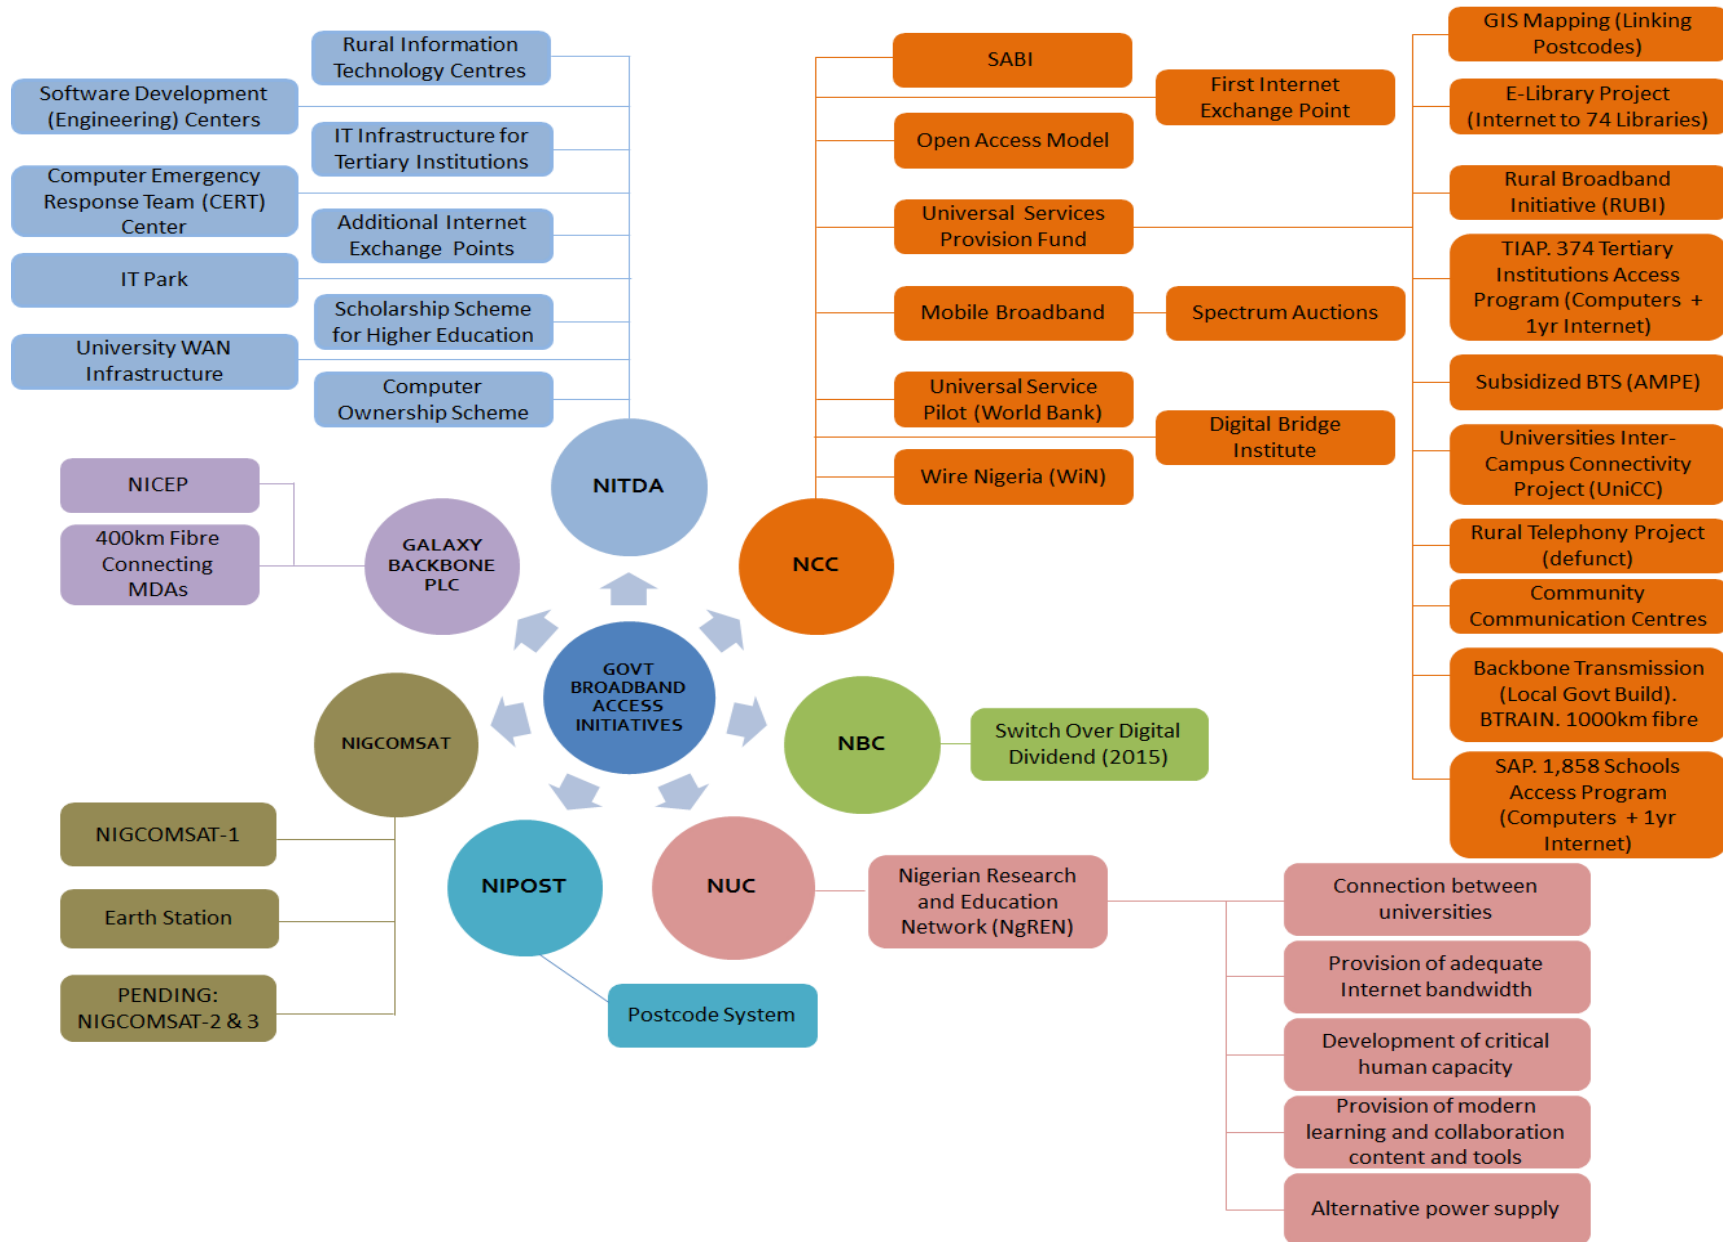 Rural Information
Technology Centres
Software Development
(Engineering) Centers
IT Infrastructure for
Tertiary Institutions
Computer Emergency
Response Team (CERT)
Center
Additional Internet
Exchange Points
IT Park
Scholarship Scheme
for Higher Education
University WAN
Infrastructure
Computer
Ownership Scheme
NITDA
NICEP
400km Fibre
Connecting
MDAs
GALAXY
BACKBONE
PLC
SABI
First Internet
Exchange Point
Open Access Model
Universal Services
Provision Fund
Mobile Broadband
Spectrum Auctions
Universal Service
Pilot (World Bank)
Digital Bridge
Institute
Wire Nigeria (WiN)
NCC
GIS Mapping (Linking
Postcodes)
E-Library Project
(Internet to 74 Libraries)
Rural Broadband
Initiative (RUBI)
TIAP. 374 Tertiary
Institutions Access
Program (Computers +
1yr Internet)
Subsidized BTS (AMPE)
Universities Inter-
Campus Connectivity
Project (UniCC)
Rural Telephony Project
(defunct)
Community
Communication Centres
Backbone Transmission
(Local Govt Build).
BTRAIN. 1000km fibre
SAP. 1,858 Schools
Access Program
(Computers + 1yr
Internet)
GOVT
BROADBAND
ACCESS
INITIATIVES
NIGCOMSAT
NBC
Switch Over Digital
Dividend (2015)
NIGCOMSAT-1
Earth Station
PENDING:
NIGCOMSAT-2 & 3
NIPOST
Postcode System
NUC
Nigerian Research
and Education
Network (NgREN)
Connection between
universities
Provision of adequate
Internet bandwidth
Development of critical
human capacity
Provision of modern
learning and collaboration
content and tools
Alternative power supply